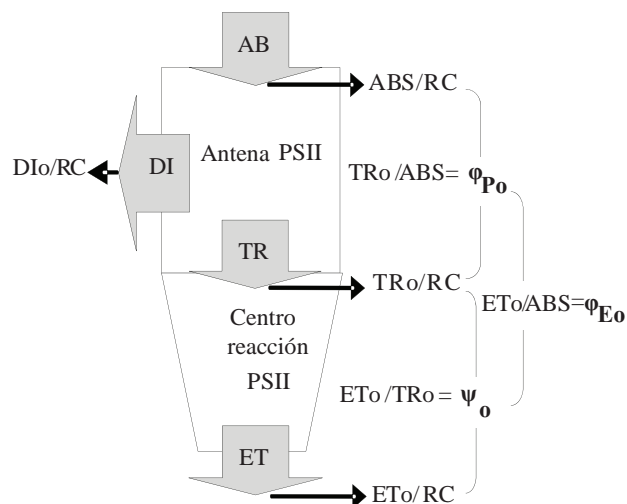 AB
ABS/RC
DIo/RC
DI
Antena PSII
TRo/ABS= φPo
TR
TRo/RC
ETo/ABS=φEo
Centro
reacción
PSII
ETo/TRo= ψo
ET
ETo/RC